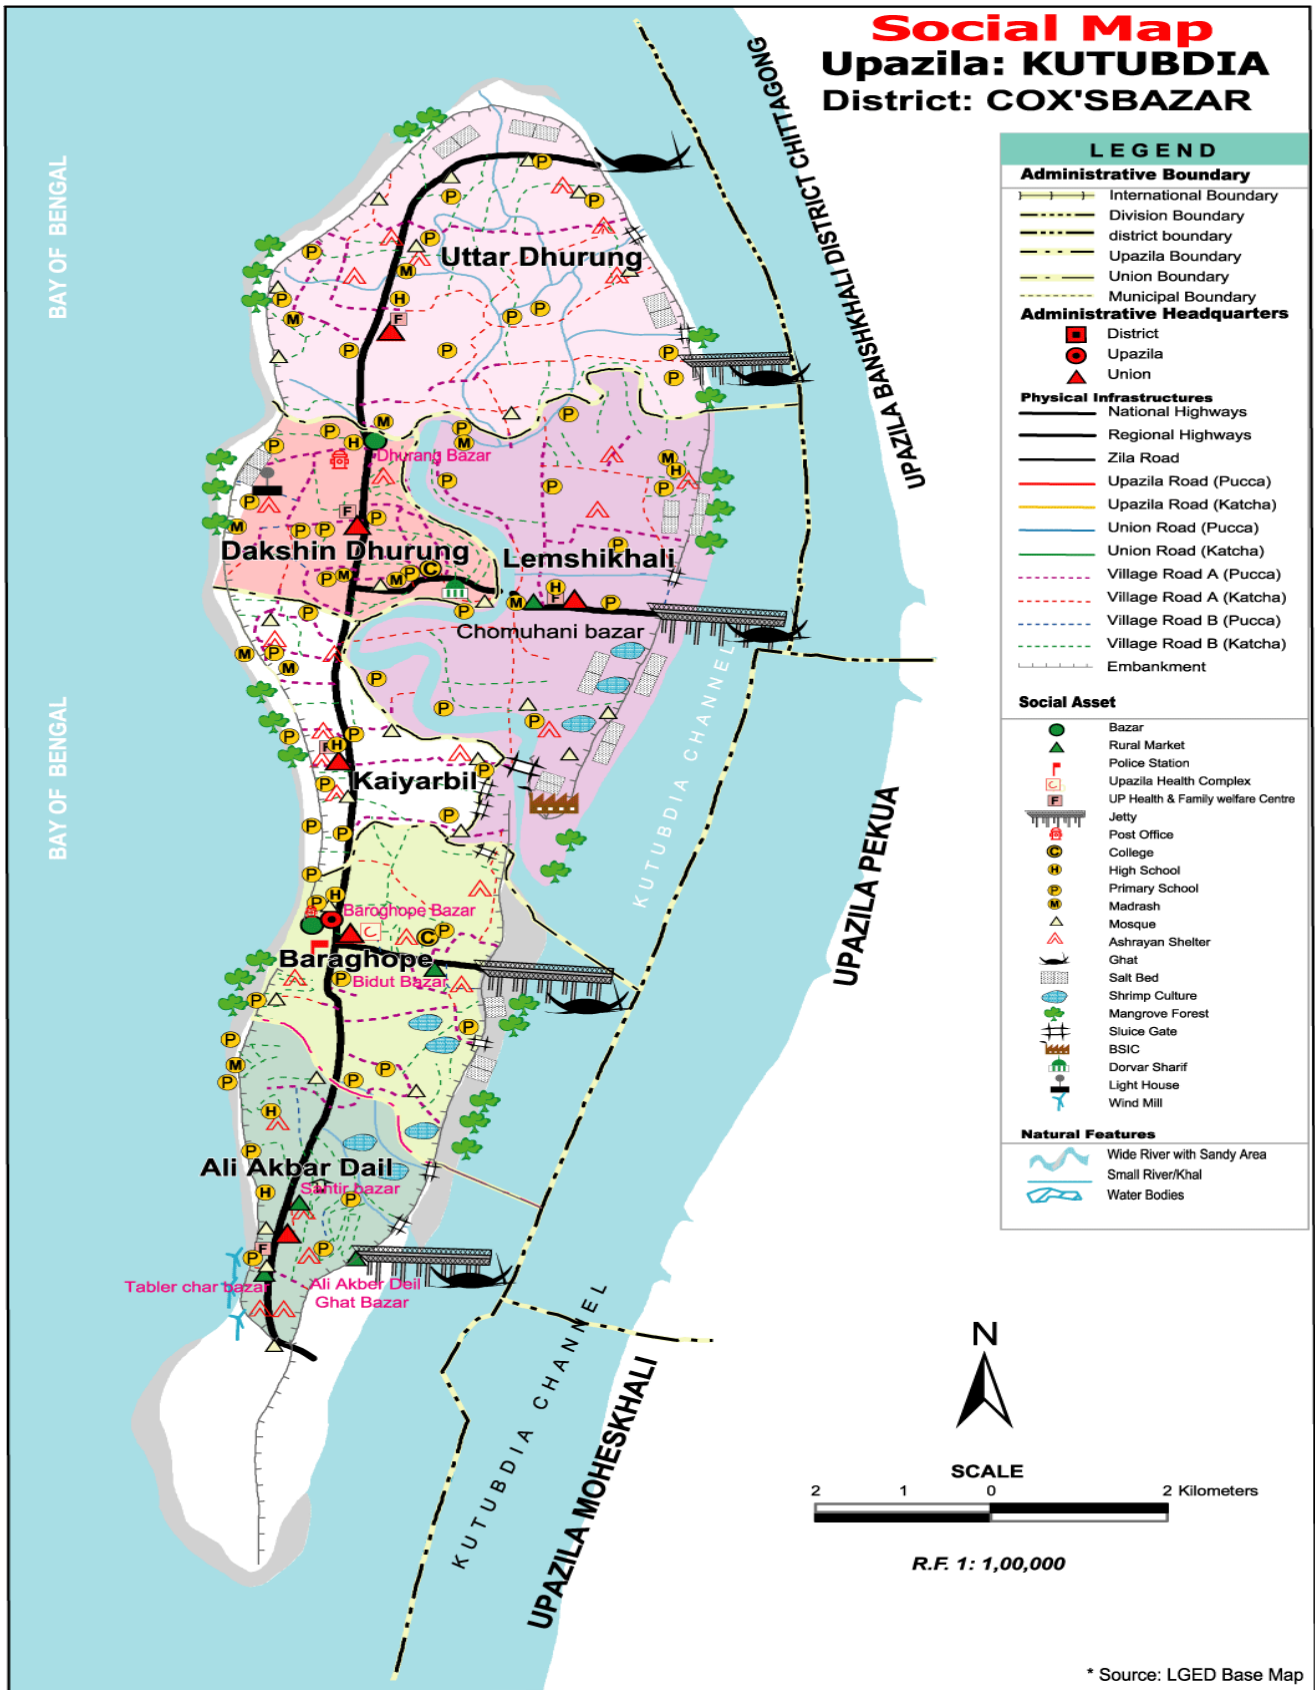 Social Map
Upazila: KUTUBDIA
District: COX'SBAZAR
LEGEND
Administrative Boundary
International Boundary
Division Boundary
district boundary
Upazila Boundary
Union Boundary
Municipal Boundary
Administrative Headquarters
District
Upazila
Union
Physical Infrastructures
National Highways
Regional Highways
Zila Road
Upazila Road (Pucca)
Upazila Road (Katcha)
Union Road (Pucca)
Union Road (Katcha)
Village Road A (Pucca)
Village Road A (Katcha)
Village Road B (Pucca)
Village Road B (Katcha)
Embankment
Social Asset
Bazar
Rural Market
Police Station
Upazila Health Complex
UP Health & Family welfare Centre
Jetty
Post Office
College
High School
Primary School
Madrash
Mosque
Ashrayan Shelter
Ghat
Salt Bed
Shrimp Culture
Mangrove Forest
Sluice Gate
BSIC
Dorvar Sharif
Light House
Wind Mill
Natural Features
Wide River with Sandy Area
Small River/Khal
Water Bodies
BAY OF BENGAL
BAY OF BENGAL
UPAZILA BANSHKHALI DISTRICT CHITTAGONG
UPAZILA PEKUA
UPAZILA MOHESKHALI
KUTUBDIA CHANNEL
KUTUBDIA CHANNEL
Uttar Dhurung
Dhurang Bazar
Dakshin Dhurung
Lemshikhali
Chomuhani bazar
Kaiyarbil
Baroghope Bazar
Baraghope
Bidut Bazar
Ali Akbar Dail
Santir bazar
Tabler char bazar
Ali Akber Deil
Ghat Bazar
N
SCALE
2 1 0 2 Kilometers
R.F. 1: 1,00,000
* Source: LGED Base Map